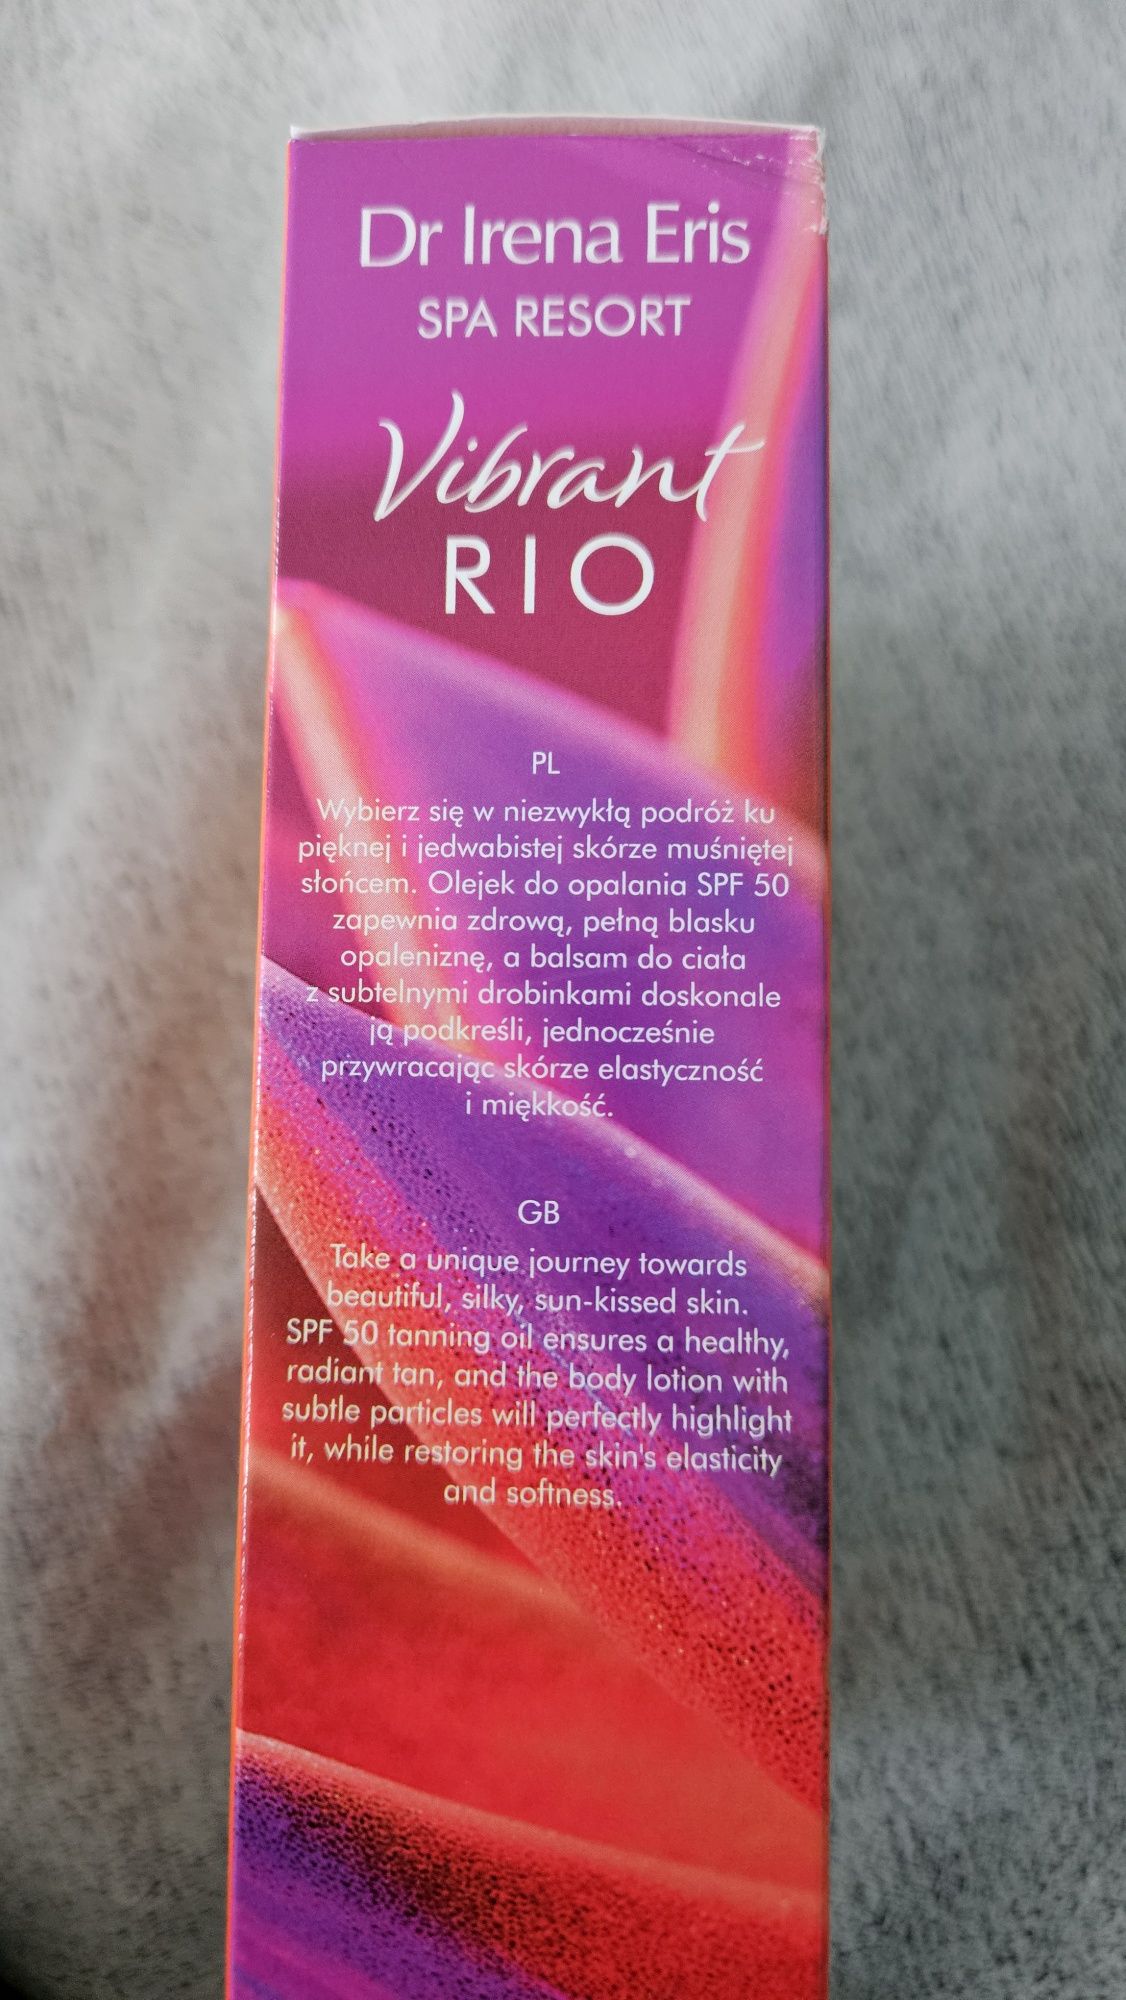 Dr Irena Eris
SPA RESORT
Vibrant
RIO
PL
Wybierz się w niezwykłą podróż ku
pięknej i jedwabistej skórze muśniętej
słońcem. Olejek do opalania SPF 50
zapewnia zdrową, pełną blasku
opaleniznę, a balsam do ciała
z subtelnymi drobinkami doskonale
ją podkreśli, jednocześnie
przywracając skórze elastyczność
i miękkość.
GB
Take a unique journey towards
beautiful, silky, sun-kissed skin.
SPF 50 tanning oil ensures a healthy,
radiant tan, and the body lotion with
subtle particles will perfectly highlight
it, while restoring the skin's elasticity
and softness.